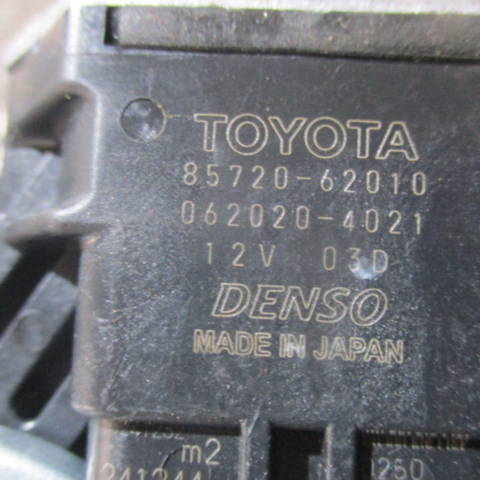 TOYOTA
85720-62010
062020-4021
12V 03D
DENSO
MADE IN JAPAN
m2